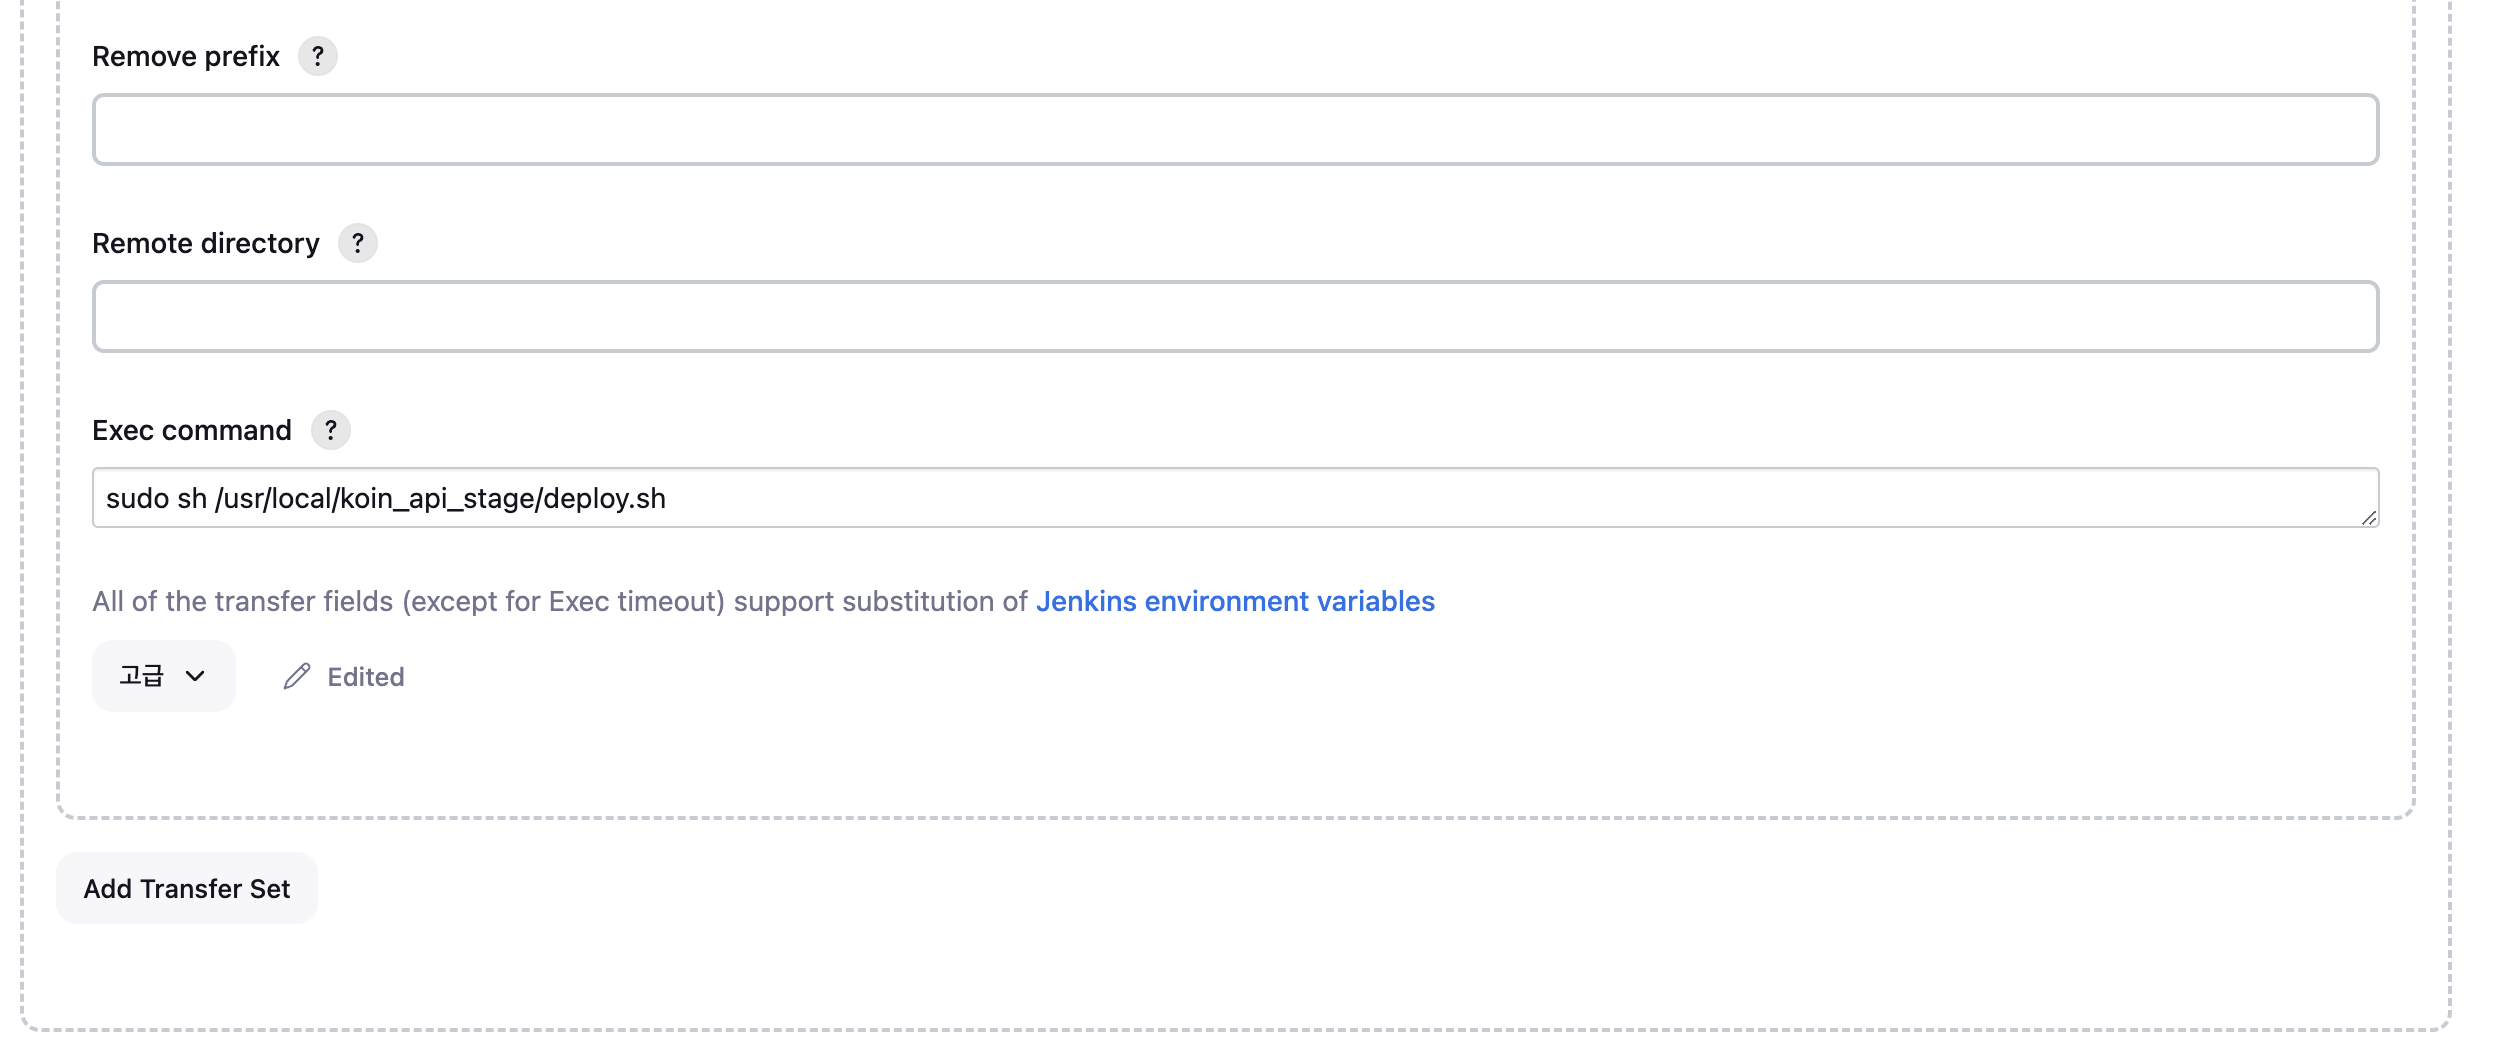 Remove prefix ?
Remote directory ?
Exec command ?
sudo sh /usr/local/koin_api_stage/deploy.sh
All of the transfer fields (except for Exec timeout) support substitution of Jenkins environment variables
고급 Edited
Add Transfer Set